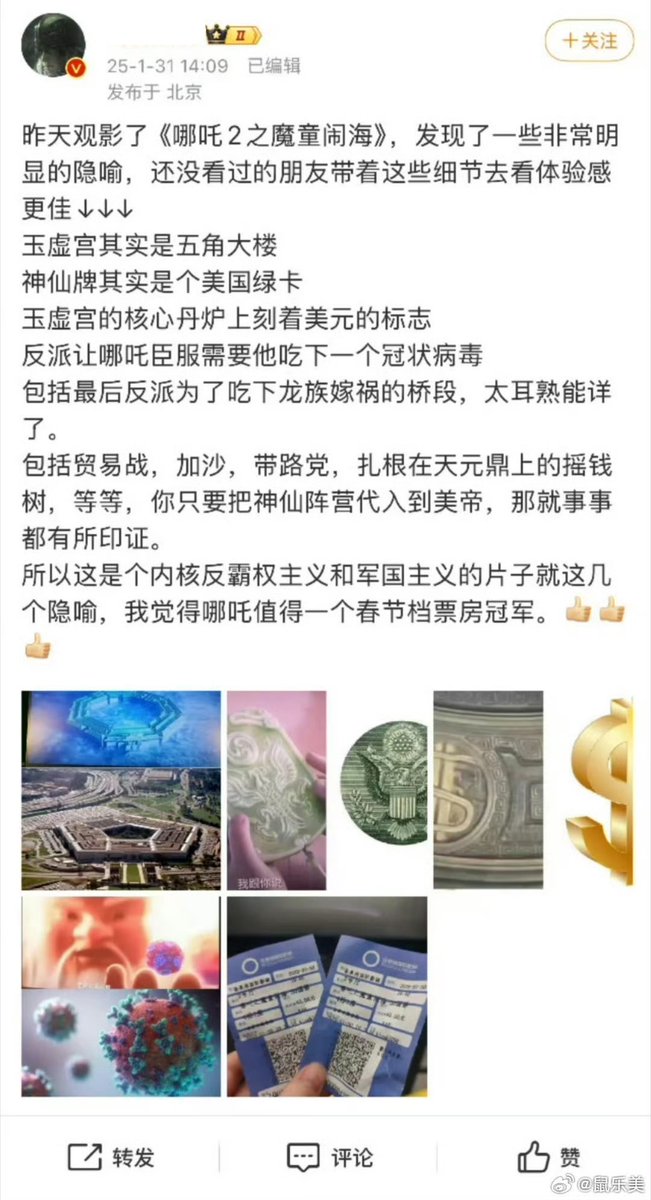 II
+关注
25-1-31 14:09 已编辑
发布于 北京
昨天观影了《哪吒2之魔童闹海》，发现了一些非常明
显的隐喻，还没看过的朋友带着这些细节去看体验感
更佳↓↓↓
玉虚宫其实是五角大楼
神仙牌其实是个美国绿卡
玉虚宫的核心丹炉上刻着美元的标志
反派让哪吒臣服需要他吃下一个冠状病毒
包括最后反派为了吃下龙族嫁祸的桥段，太耳熟能详
了。
包括贸易战，加沙，带路党，扎根在天元鼎上的摇钱
树，等等，你只要把神仙阵营代入到美帝，那就事事
都有所印证。
所以这是个内核反霸权主义和军国主义的片子就这几
个隐喻，我觉得哪吒值得一个春节档票房冠军。👍👍
👍
我跟你说
转发 评论 赞
@鼠乐美